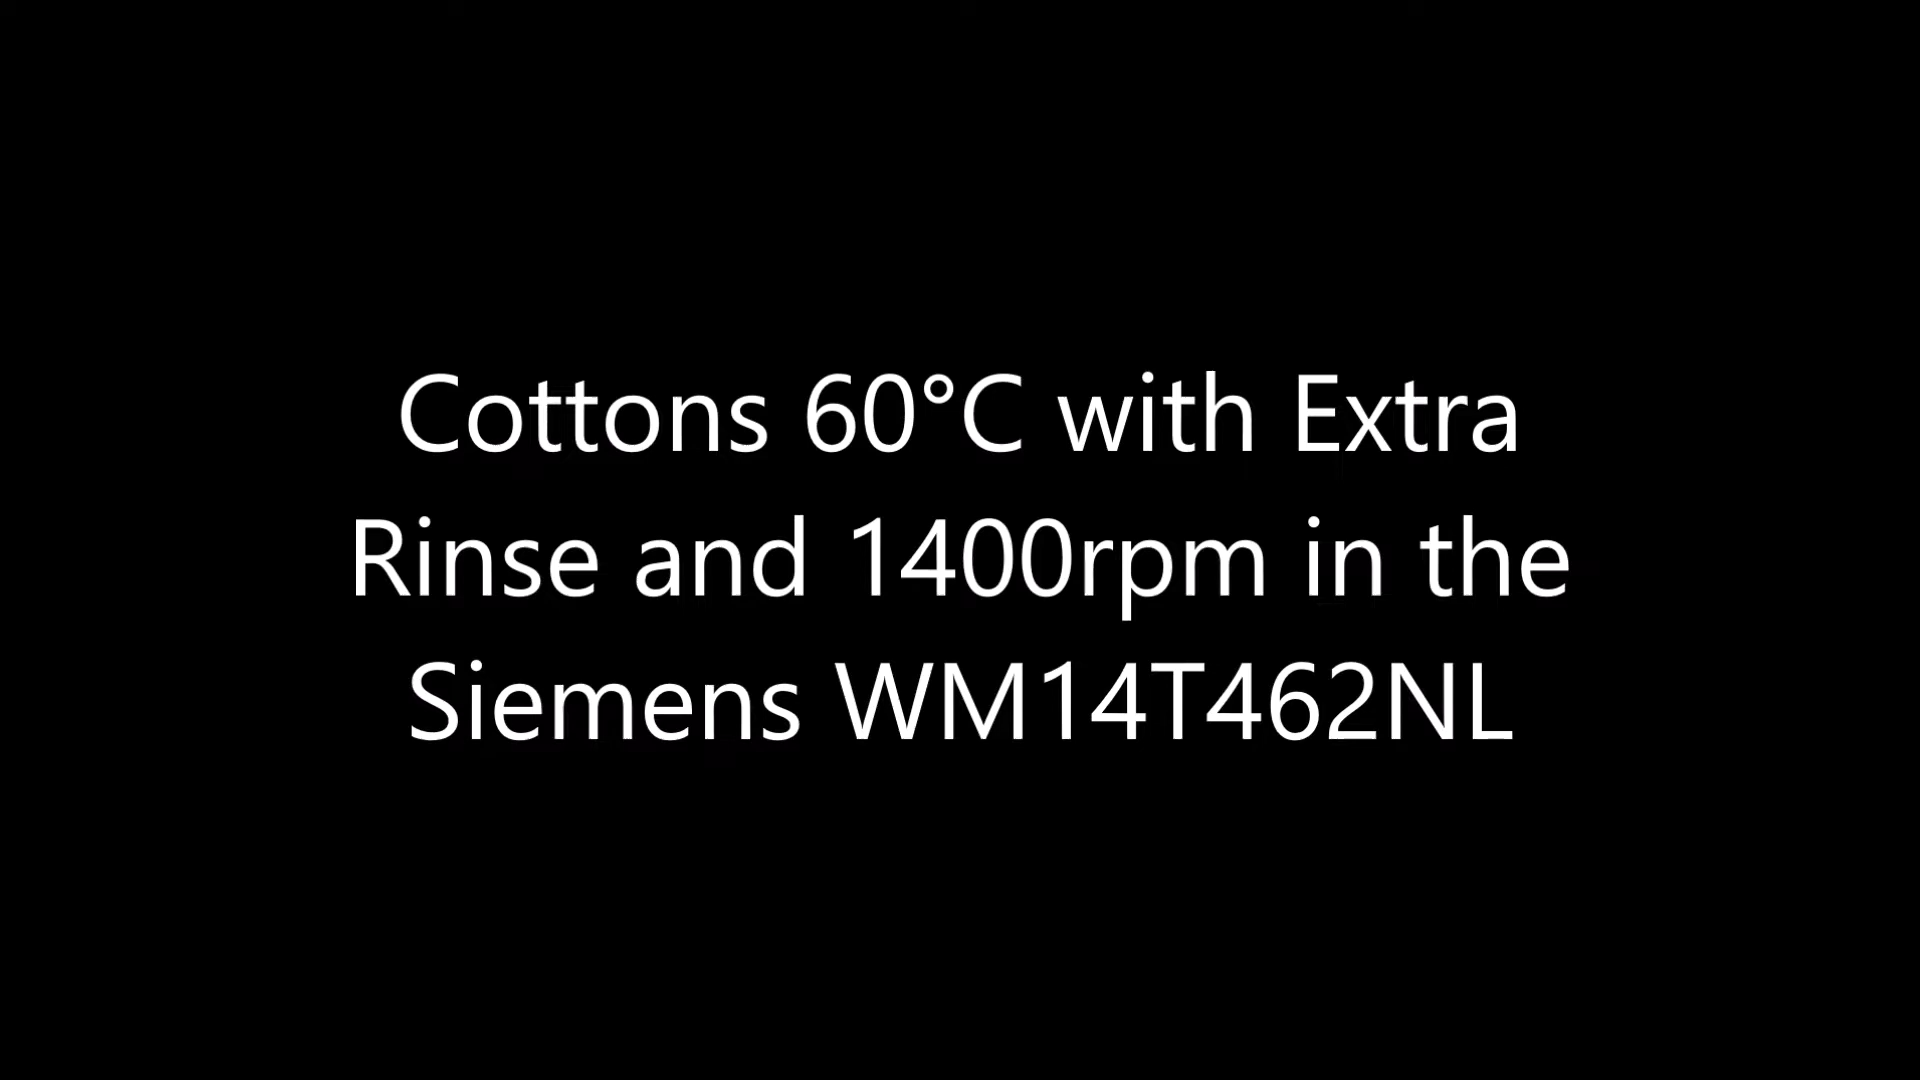 Cottons 60°C with Extra
Rinse and 1400rpm in the
Siemens WM14T462NL